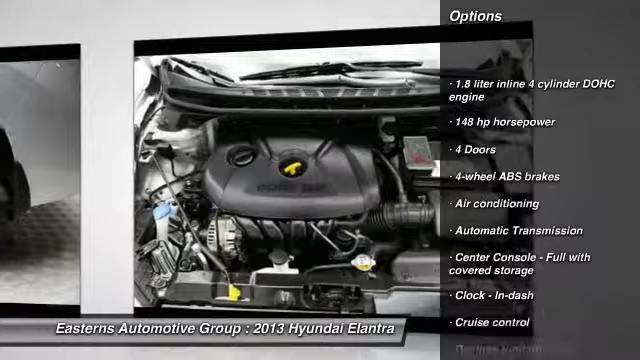 Options
· 1.8 liter inline 4 cylinder DOHC
engine
· 148 hp horsepower
· 4 Doors
· 4-wheel ABS brakes
· Air conditioning
· Automatic Transmission
· Center Console - Full with
covered storage
· Clock - In-dash
· Cruise control
Easterns Automotive Group : 2013 Hyundai Elantra